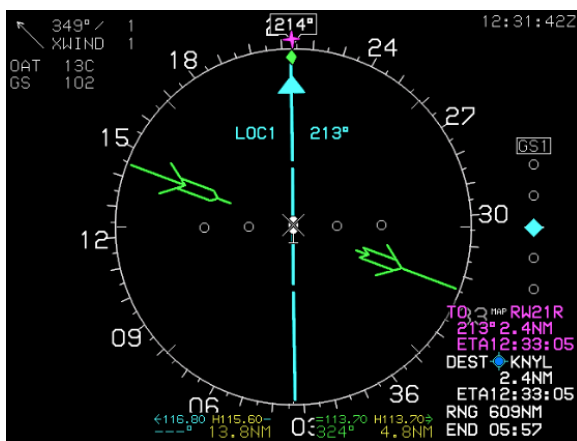 349° / 1
XWIND 1
OAT 13C
GS 102
214°
12:31:42Z
18
24
15
27
LOC1 213°
GS1
12
30
33
TO MAP RW21R
213° 2.4NM
ETA12:33:05
09
DEST KNYL
2.4NM
ETA12:33:05
06
03
36
RNG 609NM
END 05:57
←116.80 H115.60– =113.70 H113.70→
---° 13.8NM 324° 4.8NM